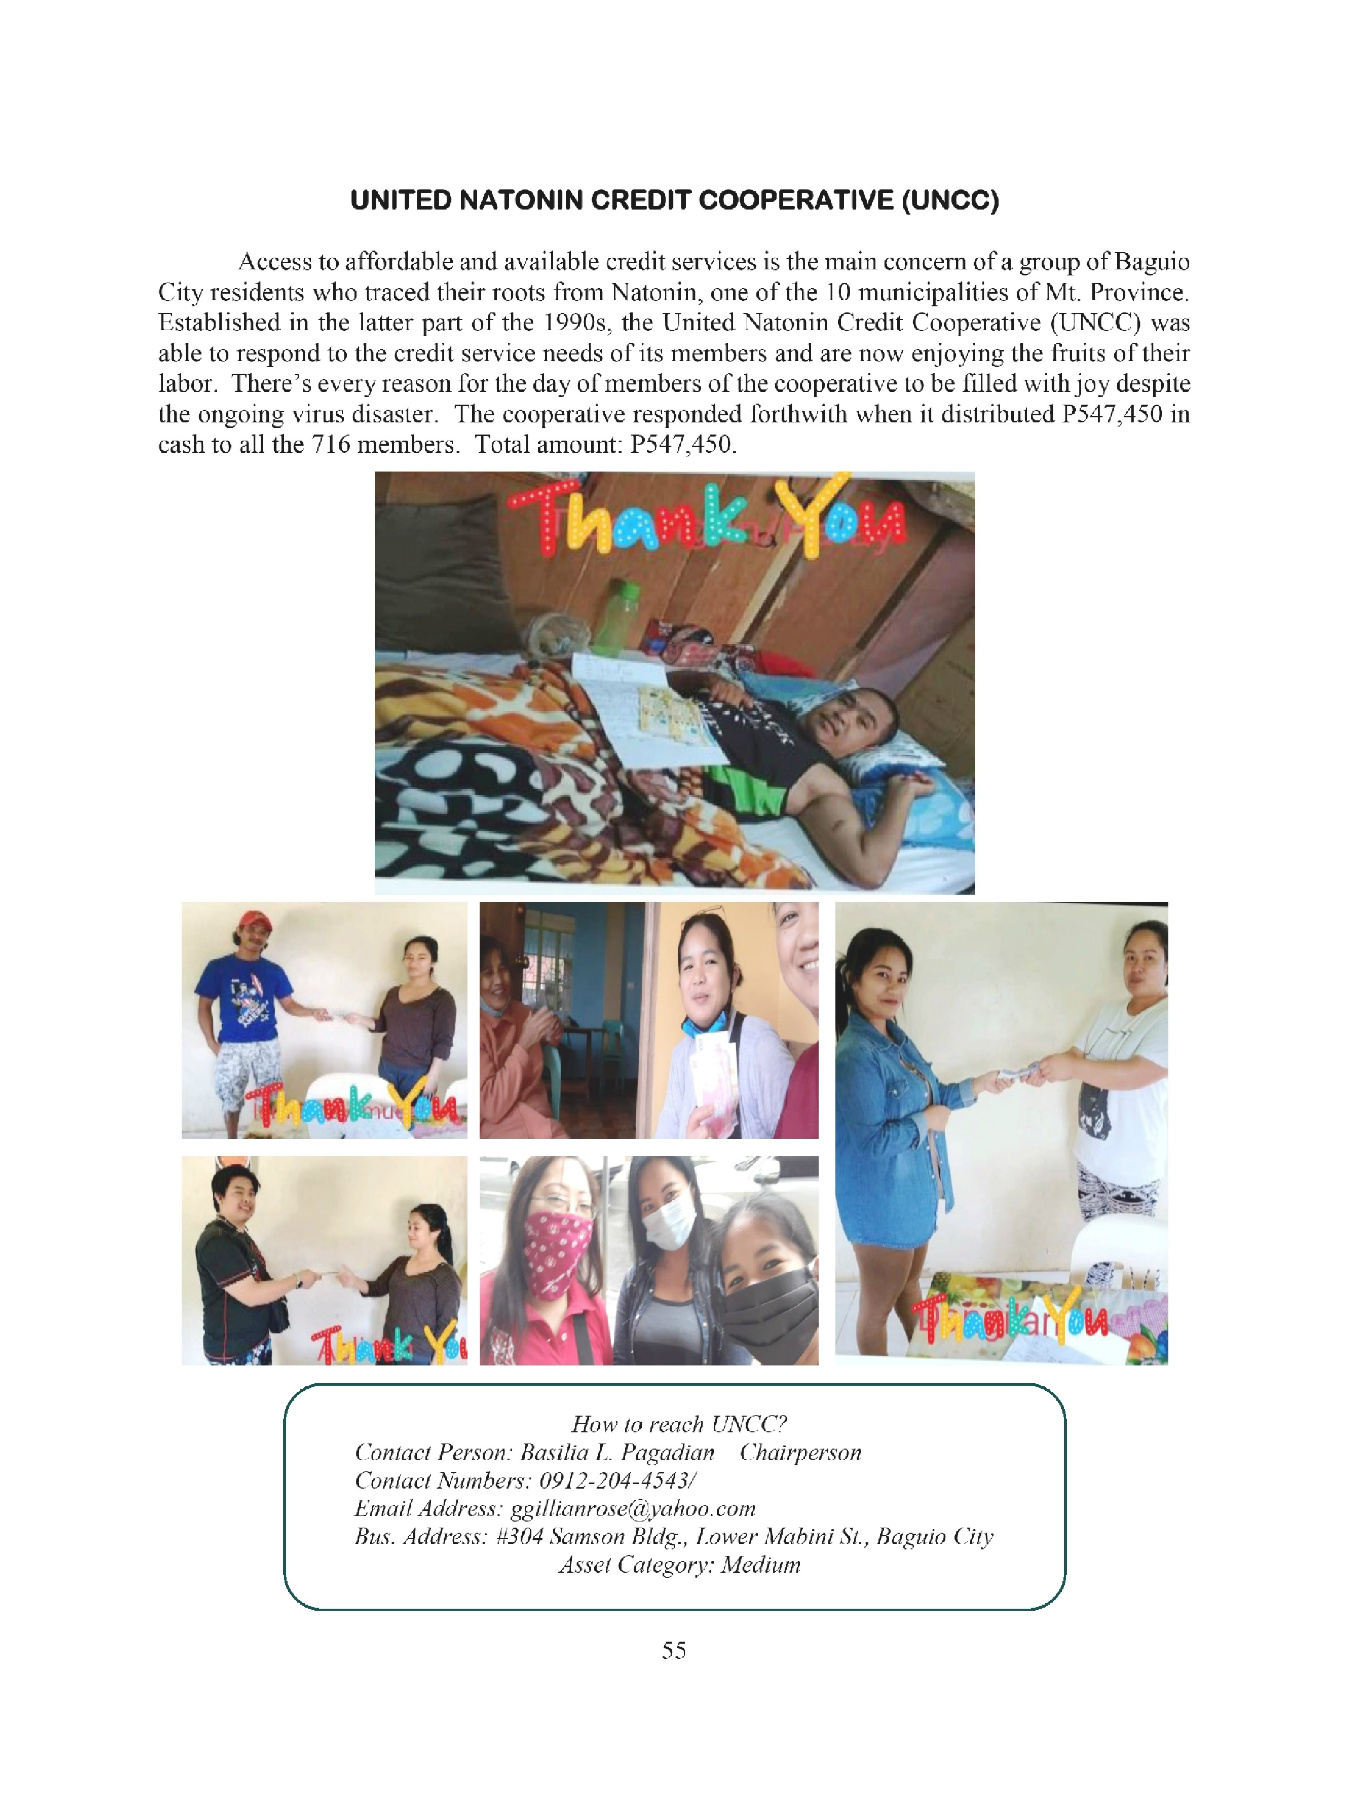 UNITED NATONIN CREDIT COOPERATIVE (UNCC)
Access to affordable and available credit services is the main concern of a group of Baguio
City residents who traced their roots from Natonin, one of the 10 municipalities of Mt. Province.
Established in the latter part of the 1990s, the United Natonin Credit Cooperative (UNCC) was
able to respond to the credit service needs of its members and are now enjoying the fruits of their
labor.  There’s every reason for the day of members of the cooperative to be filled with joy despite
the ongoing virus disaster.  The cooperative responded forthwith when it distributed P547,450 in
cash to all the 716 members.  Total amount: P547,450.
Thank You
Thank You
Thank You
Thank You
How to reach UNCC?
Contact Person: Basilia L. Pagadian   Chairperson
Contact Numbers: 0912-204-4543/
Email Address: ggillianrose@yahoo.com
Bus. Address: #304 Samson Bldg., Lower Mabini St., Baguio City
Asset Category: Medium
55